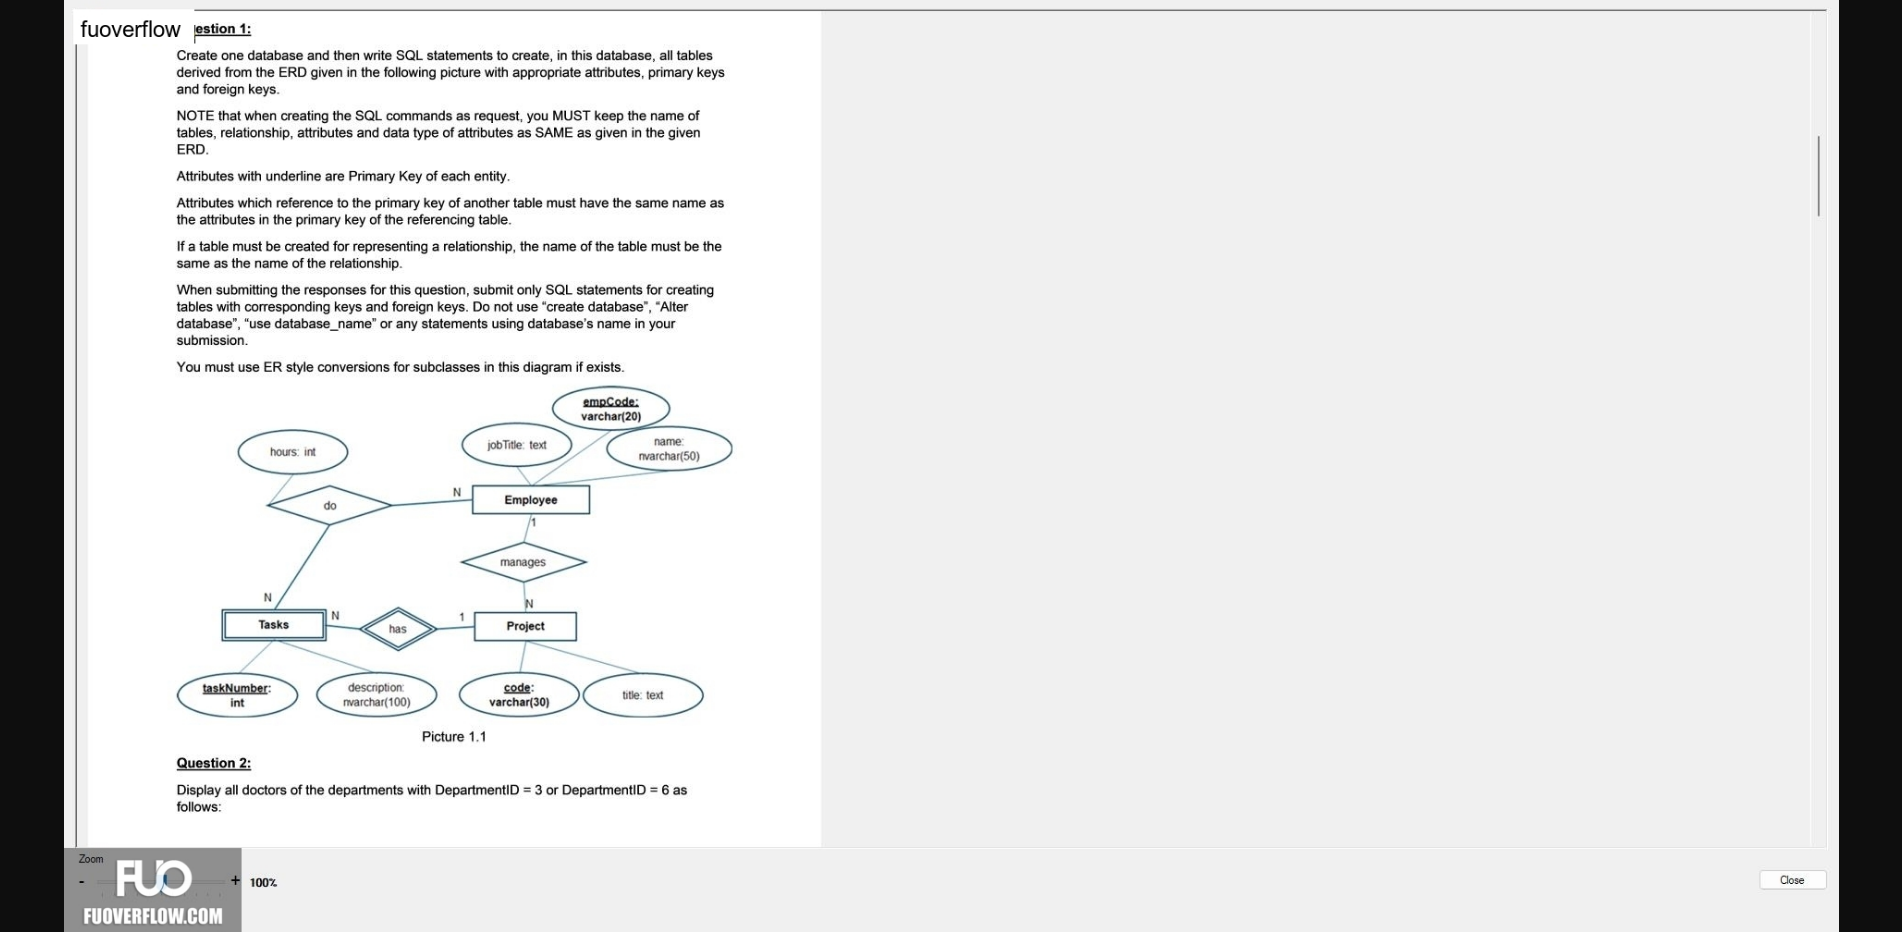 fuoverflow
estion 1:
Create one database and then write SQL statements to create, in this database, all tables
derived from the ERD given in the following picture with appropriate attributes, primary keys
and foreign keys.
NOTE that when creating the SQL commands as request, you MUST keep the name of
tables, relationship, attributes and data type of attributes as SAME as given in the given
ERD.
Attributes with underline are Primary Key of each entity.
Attributes which reference to the primary key of another table must have the same name as
the attributes in the primary key of the referencing table.
If a table must be created for representing a relationship, the name of the table must be the
same as the name of the relationship.
When submitting the responses for this question, submit only SQL statements for creating
tables with corresponding keys and foreign keys. Do not use “create database”, “Alter
database”, “use database_name” or any statements using database’s name in your
submission.
You must use ER style conversions for subclasses in this diagram if exists.
empCode:
varchar(20)
jobTitle: text
name:
nvarchar(50)
hours: int
N
Employee
do
1
manages
N
N
Tasks
N
has
1
Project
taskNumber:
int
description:
nvarchar(100)
code:
varchar(30)
title: text
Picture 1.1
Question 2:
Display all doctors of the departments with DepartmentID = 3 or DepartmentID = 6 as
follows:
Zoom
- + 100%
FUO
FUOVERFLOW.COM
Close